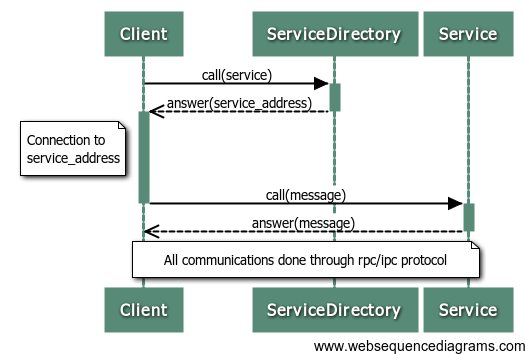 Client
ServiceDirectory
Service
call(service)
answer(service_address)
Connection to
service_address
call(message)
answer(message)
All communications done through rpc/ipc protocol
Client
ServiceDirectory
Service
www.websequencediagrams.com